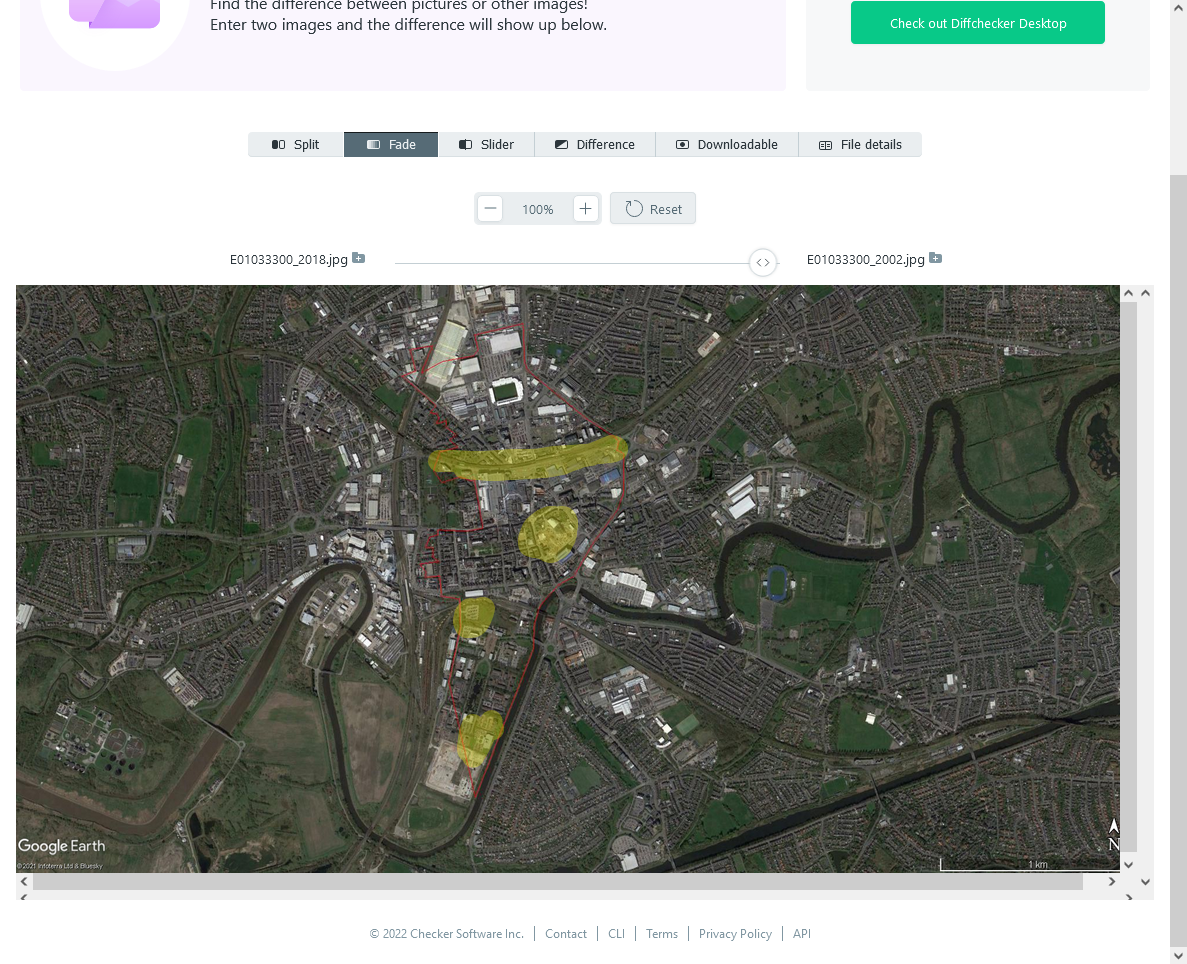 Find the difference between pictures or other images!
Enter two images and the difference will show up below.
Check out Diffchecker Desktop
Split Fade Slider Difference Downloadable File details
100% Reset
E01033300_2018.jpg E01033300_2002.jpg
Google Earth
©2021 Infoterra Ltd & Bluesky
N
1 km
© 2022 Checker Software Inc. Contact CLI Terms Privacy Policy API